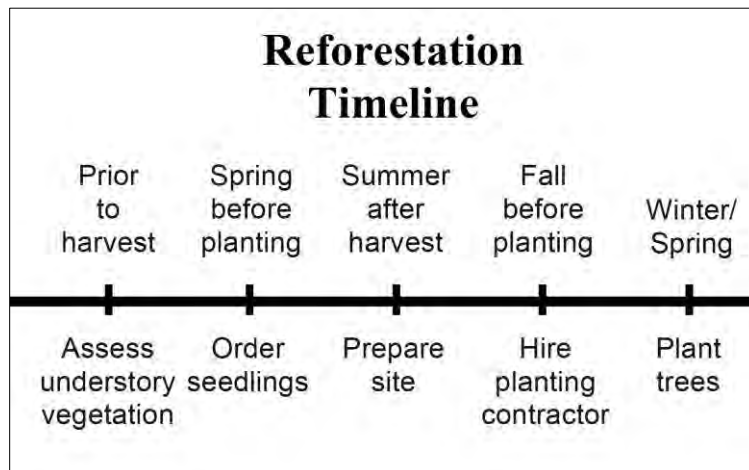 Reforestation
Timeline
Prior
to
harvest
Spring
before
planting
Summer
after
harvest
Fall
before
planting
Winter/
Spring
Assess
understory
vegetation
Order
seedlings
Prepare
site
Hire
planting
contractor
Plant
trees